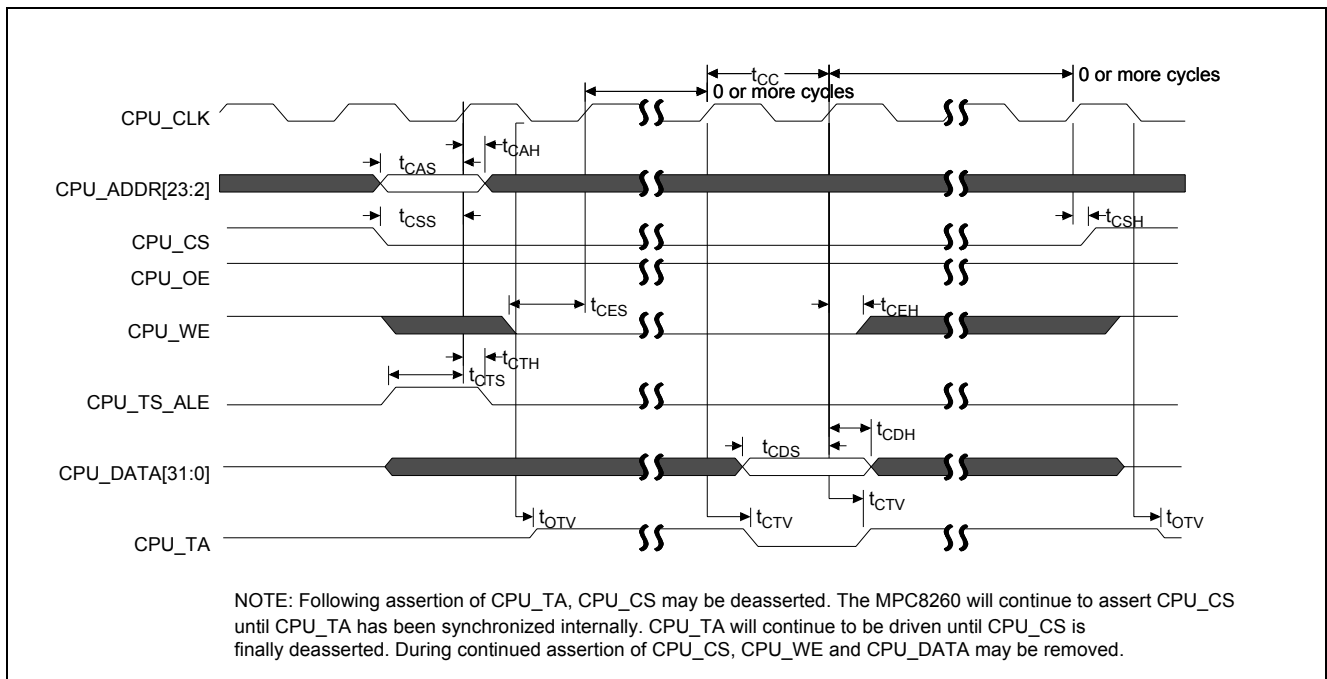 tCC
0 or more cycles
0 or more cycles
CPU_CLK
tCAH
tCAS
CPU_ADDR[23:2]
tCSS
tCSH
CPU_CS
CPU_OE
tCES
tCEH
CPU_WE
tCTH
tCTS
CPU_TS_ALE
tCDH
tCDS
CPU_DATA[31:0]
tCTV
tOTV
tCTV
tOTV
CPU_TA
NOTE: Following assertion of CPU_TA, CPU_CS may be deasserted. The MPC8260 will continue to assert CPU_CS
until CPU_TA has been synchronized internally. CPU_TA will continue to be driven until CPU_CS is
finally deasserted. During continued assertion of CPU_CS, CPU_WE and CPU_DATA may be removed.